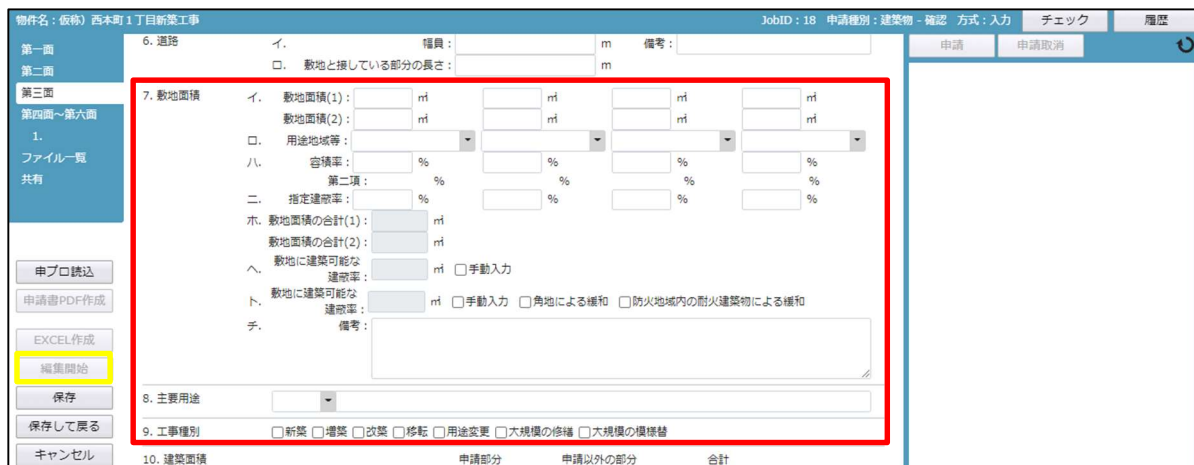 物件名：仮称）西本町１丁目新築工事 JobID：18 申請種別：建築物 - 確認 方式：入力 チェック 履歴
第一面
第二面
第三面
第四面～第六面
1.
ファイル一覧
共有
申プロ読込
申請書PDF作成
EXCEL作成
編集開始
保存
保存して戻る
キャンセル
6. 道路 イ. 幅員： m 備考：
ロ. 敷地と接している部分の長さ： m
7. 敷地面積 イ. 敷地面積(1)： ㎡ ㎡ ㎡ ㎡
敷地面積(2)： ㎡ ㎡ ㎡ ㎡
ロ. 用途地域等：
ハ. 容積率： % % % %
第二項： % % % %
ニ. 指定建蔽率： % % % %
ホ. 敷地面積の合計(1)： ㎡
敷地面積の合計(2)： ㎡
ヘ. 敷地に建築可能な
建蔽率： ㎡ 手動入力
ト. 敷地に建築可能な
建蔽率： ㎡ 手動入力 角地による緩和 防火地域内の耐火建築物による緩和
チ. 備考：
8. 主要用途
9. 工事種別 新築 増築 改築 移転 用途変更 大規模の修繕 大規模の模様替
10. 建築面積 申請部分 申請以外の部分 合計
申請 申請取消